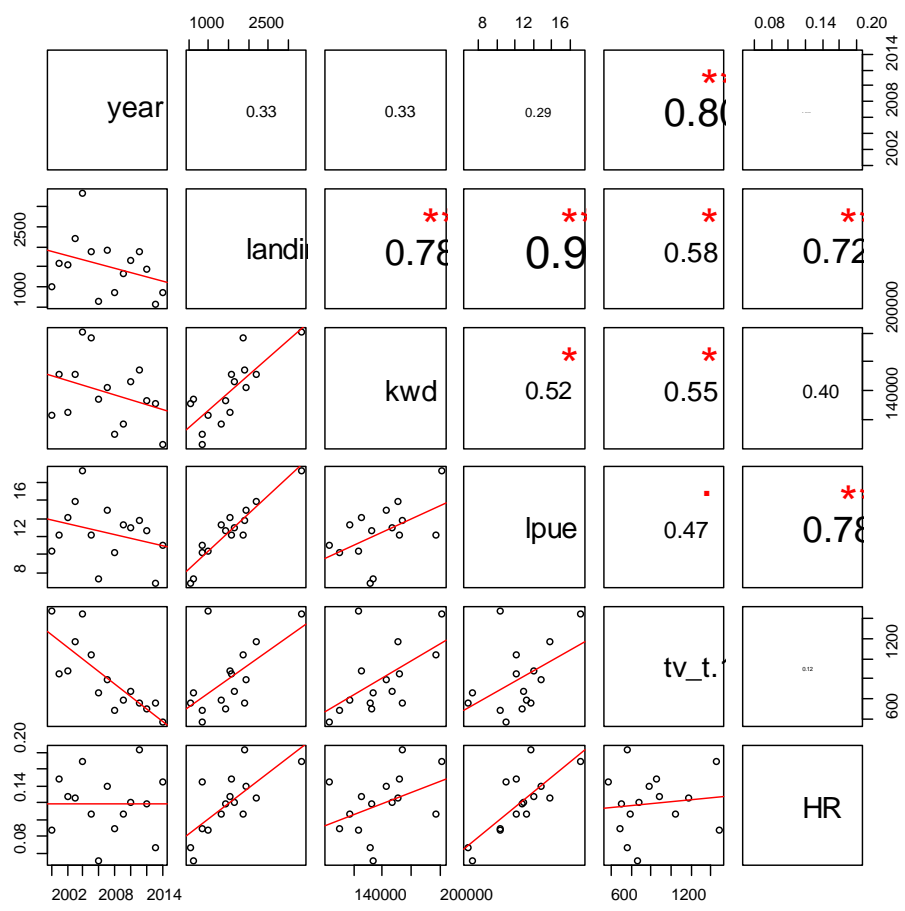 1000 2500 8 12 16 0.08 0.14 0.20
**
year 0.33 0.33 0.29 0.80
2002 2008 2014
1000 2500
** ** * **
landi 0.78 0.9 0.58 0.72
* *
kwd 0.52 0.55 0.40
140000 200000
8 12 16
. **
lpue 0.47 0.78
tv_t. 0.12
600 1200
0.08 0.14 0.20
HR
2002 2008 2014 140000 200000 600 1200